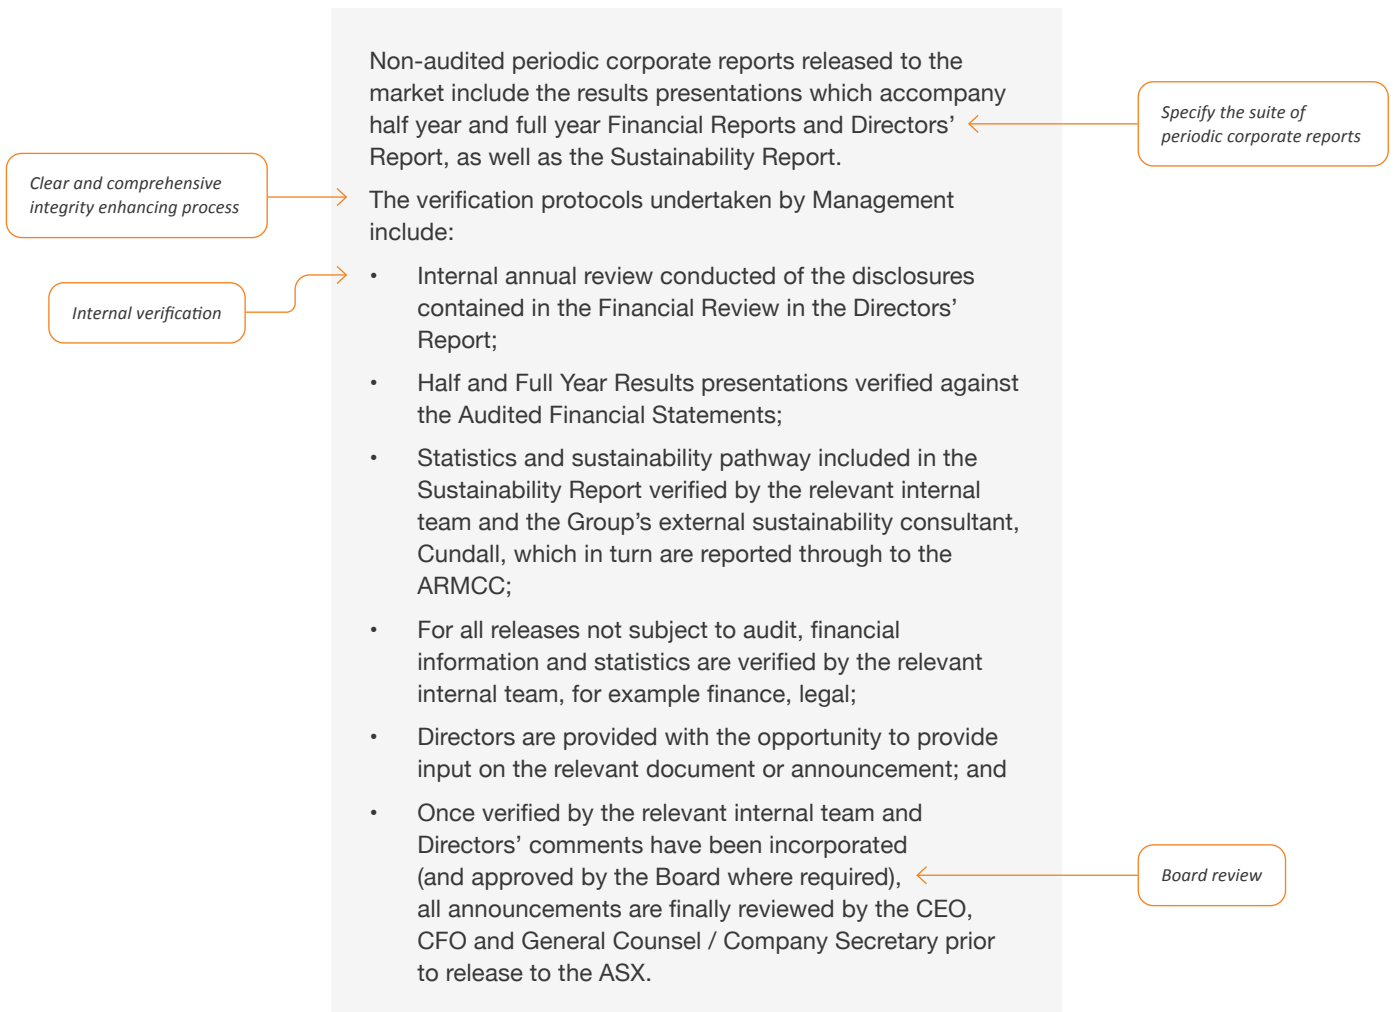 Non-audited periodic corporate reports released to the
market include the results presentations which accompany
half year and full year Financial Reports and Directors’
Report, as well as the Sustainability Report.
Specify the suite of
periodic corporate reports
Clear and comprehensive
integrity enhancing process
The verification protocols undertaken by Management
include:
Internal verification
• Internal annual review conducted of the disclosures
contained in the Financial Review in the Directors’
Report;
• Half and Full Year Results presentations verified against
the Audited Financial Statements;
• Statistics and sustainability pathway included in the
Sustainability Report verified by the relevant internal
team and the Group’s external sustainability consultant,
Cundall, which in turn are reported through to the
ARMCC;
• For all releases not subject to audit, financial
information and statistics are verified by the relevant
internal team, for example finance, legal;
• Directors are provided with the opportunity to provide
input on the relevant document or announcement; and
• Once verified by the relevant internal team and
Directors’ comments have been incorporated
(and approved by the Board where required),
all announcements are finally reviewed by the CEO,
CFO and General Counsel / Company Secretary prior
to release to the ASX.
Board review